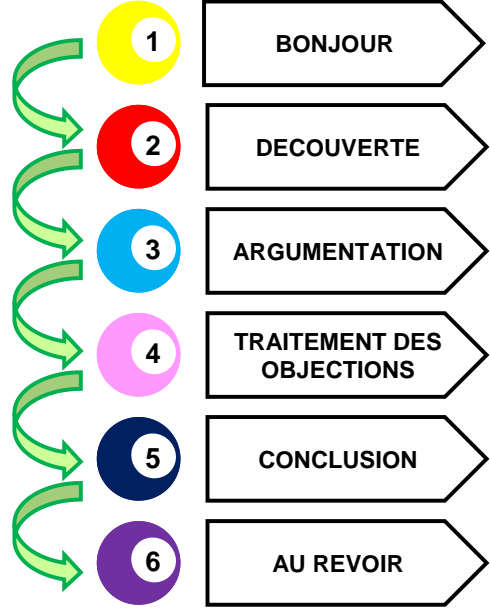 1
BONJOUR
2
DECOUVERTE
3
ARGUMENTATION
4
TRAITEMENT DES
OBJECTIONS
5
CONCLUSION
6
AU REVOIR